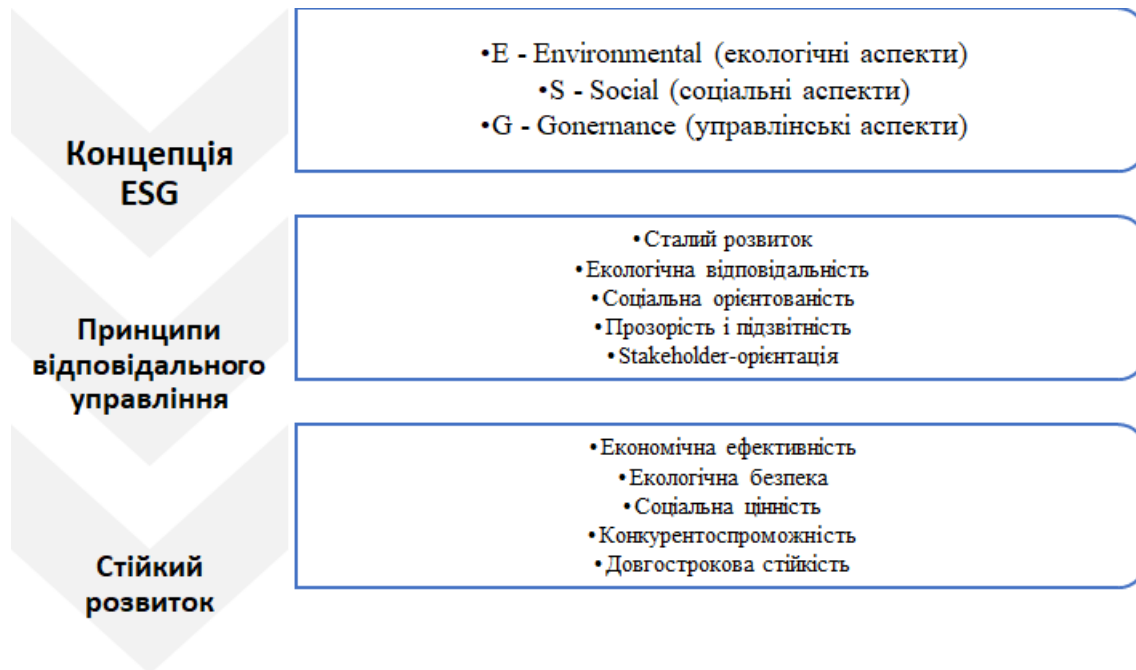 •E - Environmental (екологічні аспекти)
•S - Social (соціальні аспекти)
•G - Gonernance (управлінські аспекти)
Концепція
ESG
•Сталий розвиток
•Екологічна відповідальність
•Соціальна орієнтованість
•Прозорість і підзвітність
•Stakeholder-орієнтація
Принципи
відповідального
управління
•Економічна ефективність
•Екологічна безпека
•Соціальна цінність
•Конкурентоспроможність
•Довгострокова стійкість
Стійкий
розвиток